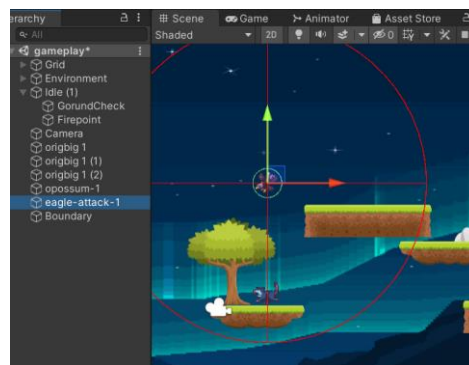 erarchy
Scene
Game
Animator
Asset Store
All
Shaded
2D
0
gameplay*
Grid
Environment
Idle (1)
GorundCheck
Firepoint
Camera
origbig 1
origbig 1 (1)
origbig 1 (2)
opossum-1
eagle-attack-1
Boundary